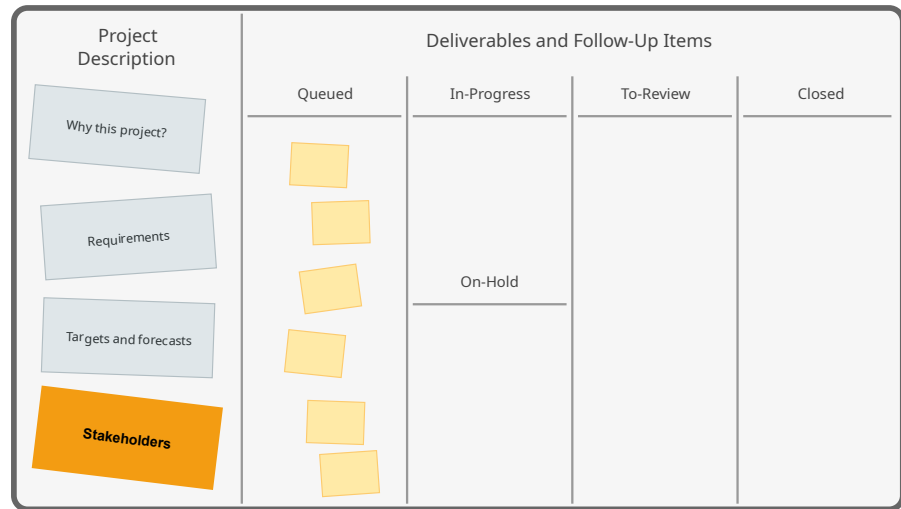 Project
Description
Why this project?
Requirements
Targets and forecasts
Stakeholders
Deliverables and Follow-Up Items
Queued
In-Progress
To-Review
Closed
On-Hold